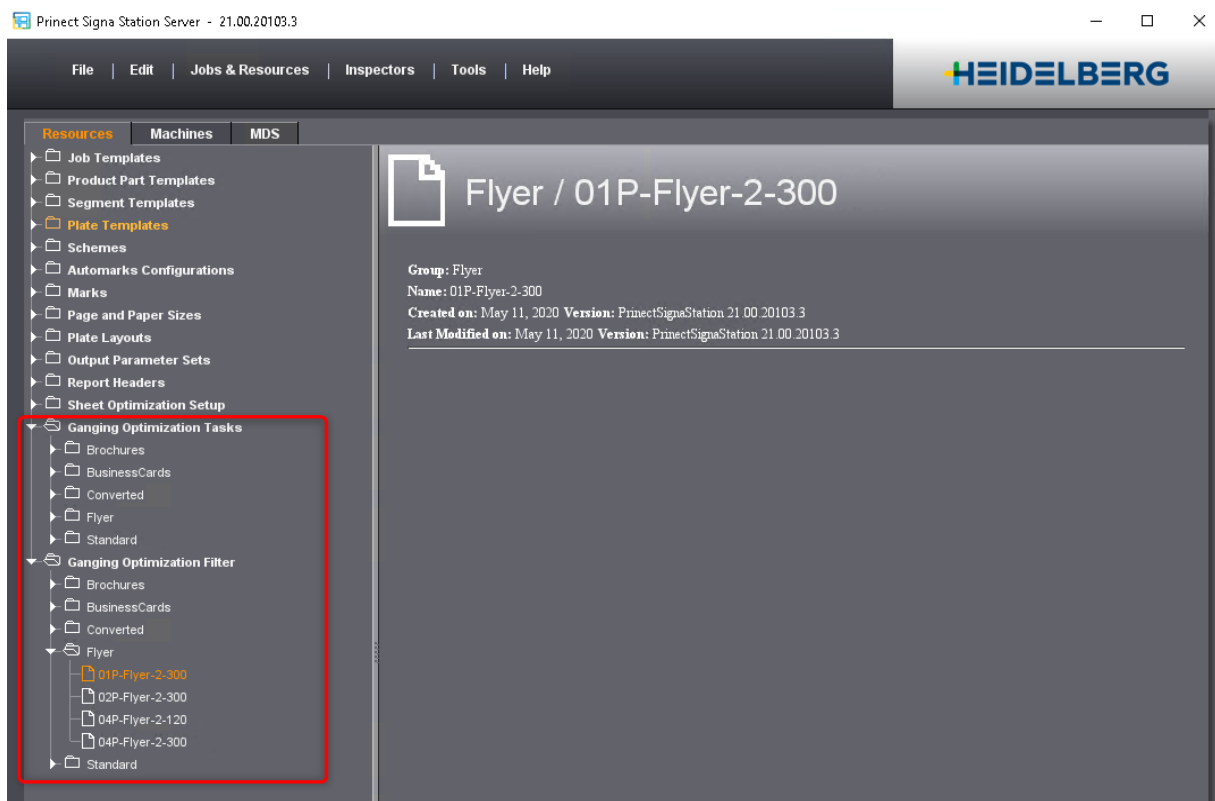 Prinect Signa Station Server - 21.00.20103.3
File | Edit | Jobs & Resources | Inspectors | Tools | Help
HEIDELBERG
Resources Machines MDS
Job Templates
Product Part Templates
Segment Templates
Plate Templates
Schemes
Automarks Configurations
Marks
Page and Paper Sizes
Plate Layouts
Output Parameter Sets
Report Headers
Sheet Optimization Setup
Ganging Optimization Tasks
Brochures
BusinessCards
Converted
Flyer
Standard
Ganging Optimization Filter
Brochures
BusinessCards
Converted
Flyer
01P-Flyer-2-300
02P-Flyer-2-300
04P-Flyer-2-120
04P-Flyer-2-300
Standard
Flyer / 01P-Flyer-2-300
Group: Flyer
Name: 01P-Flyer-2-300
Created on: May 11, 2020 Version: PrinectSignaStation 21.00.20103.3
Last Modified on: May 11, 2020 Version: PrinectSignaStation 21.00.20103.3